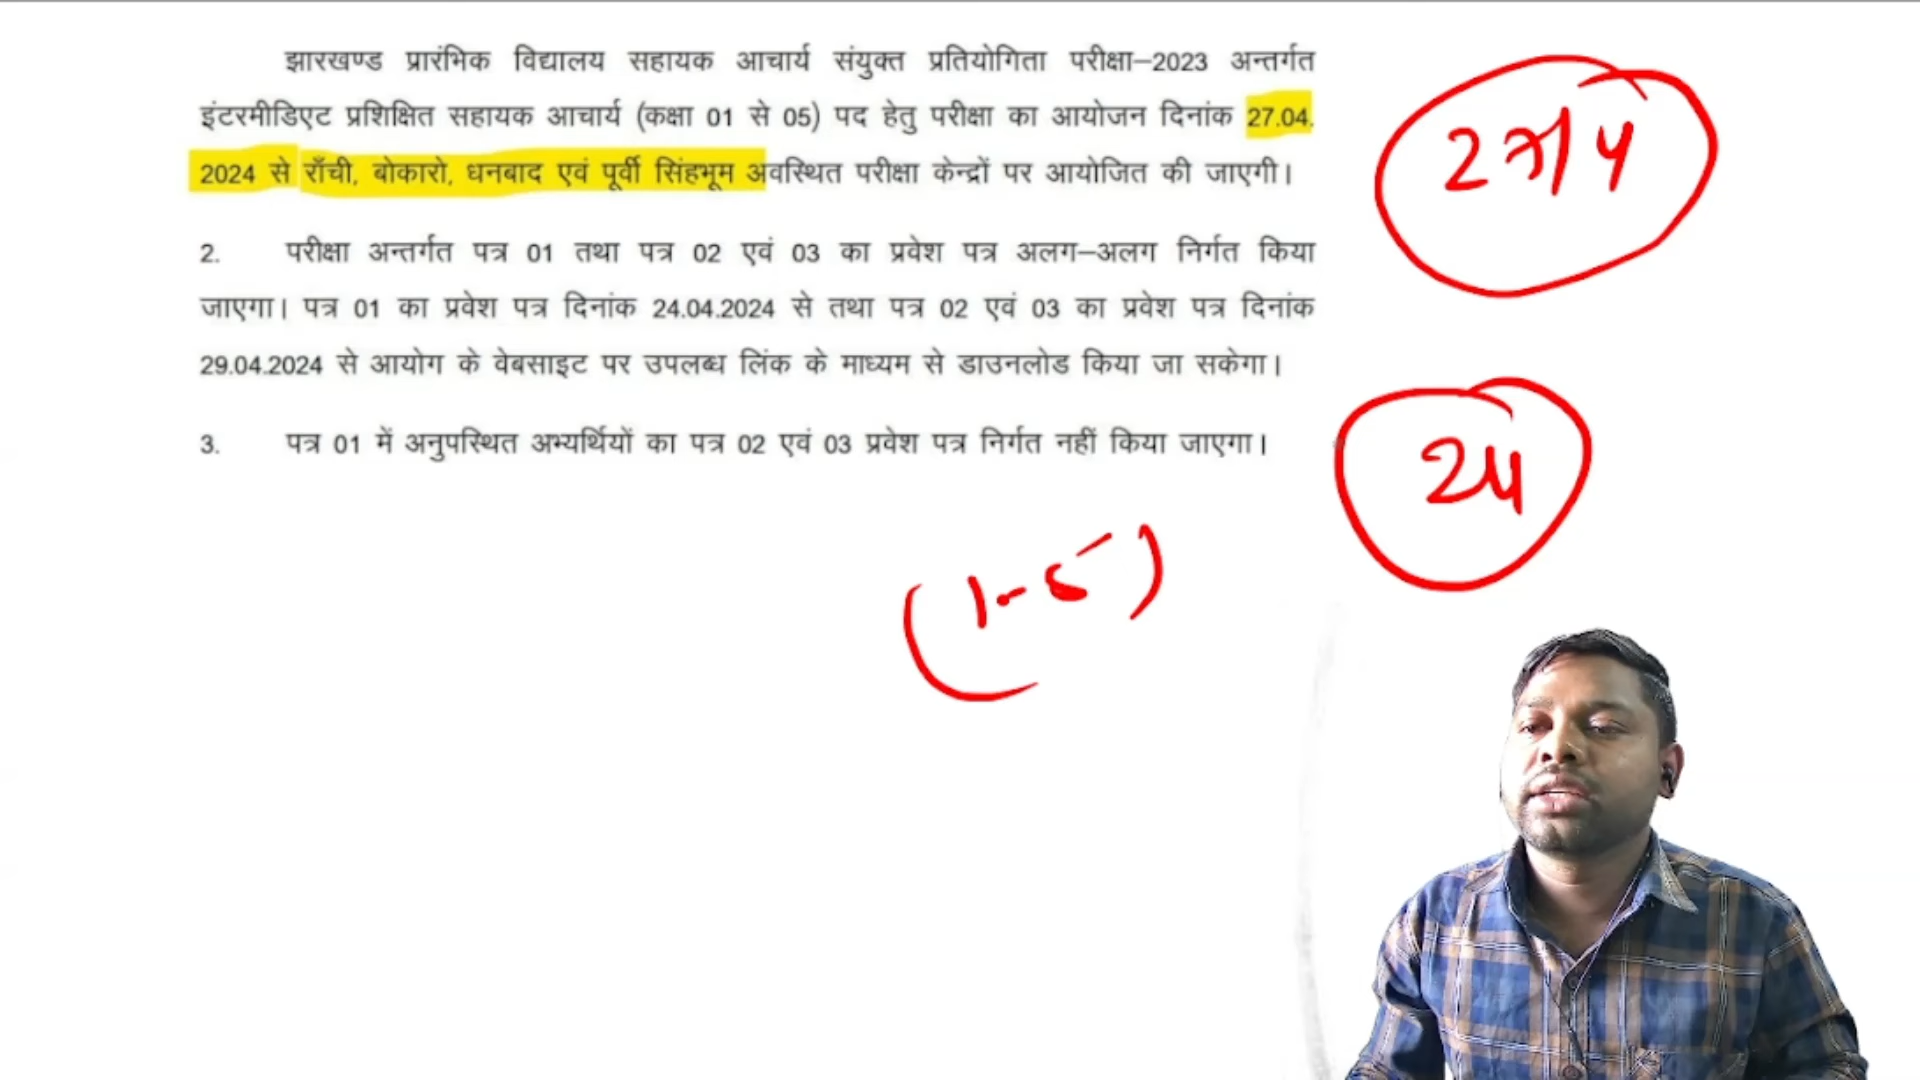 झारखण्ड प्रारंभिक विद्यालय सहायक आचार्य संयुक्त प्रतियोगिता परीक्षा–2023 अन्तर्गत
इंटरमीडिएट प्रशिक्षित सहायक आचार्य (कक्षा 01 से 05) पद हेतु परीक्षा का आयोजन दिनांक 27.04.
2024 से राँची, बोकारो, धनबाद एवं पूर्वी सिंहभूम अवस्थित परीक्षा केन्द्रों पर आयोजित की जाएगी।
2. परीक्षा अन्तर्गत पत्र 01 तथा पत्र 02 एवं 03 का प्रवेश पत्र अलग–अलग निर्गत किया
जाएगा। पत्र 01 का प्रवेश पत्र दिनांक 24.04.2024 से तथा पत्र 02 एवं 03 का प्रवेश पत्र दिनांक
29.04.2024 से आयोग के वेबसाइट पर उपलब्ध लिंक के माध्यम से डाउनलोड किया जा सकेगा।
3. पत्र 01 में अनुपस्थित अभ्यर्थियों का पत्र 02 एवं 03 प्रवेश पत्र निर्गत नहीं किया जाएगा।
24
(1-5)